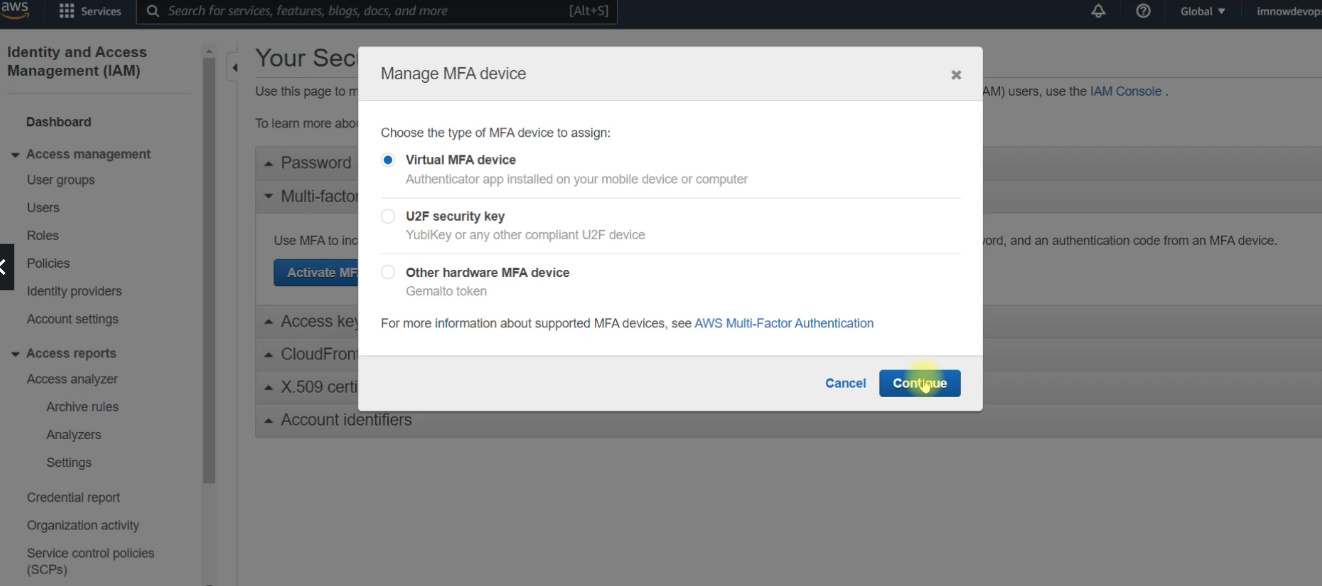 aws
Services
Search for services, features, blogs, docs, and more
[Alt+S]
Global
imnowdevops
Identity and Access
Management (IAM)
Dashboard
Access management
User groups
Users
Roles
Policies
Identity providers
Account settings
Access reports
Access analyzer
Archive rules
Analyzers
Settings
Credential report
Organization activity
Service control policies
(SCPs)
Your Sec
Use this page to m
AM) users, use the IAM Console .
To learn more abou
Password
Multi-factor
Use MFA to inc
word, and an authentication code from an MFA device.
Activate MFA
Access key
CloudFront
X.509 certi
Account identifiers
Manage MFA device
Choose the type of MFA device to assign:
Virtual MFA device
Authenticator app installed on your mobile device or computer
U2F security key
YubiKey or any other compliant U2F device
Other hardware MFA device
Gemalto token
For more information about supported MFA devices, see AWS Multi-Factor Authentication
Cancel
Continue